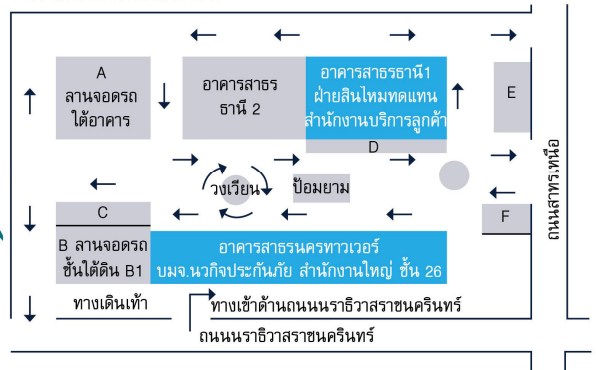 A
ลานจอดรถ
ใต้อาคาร
อาคารสาธร
ธานี 2
อาคารสาธรธานี1
ฝ่ายสินไหมทดแทน
สำนักงานบริการลูกค้า
D
E
วงเวียน
ป้อมยาม
C
F
B ลานจอดรถ
ชั้นใต้ดิน B1
อาคารสาธรนครทาวเวอร์
บมจ.นวกิจประกันภัย สำนักงานใหญ่ ชั้น 26
ทางเดินเท้า
ทางเข้าด้านถนนนราธิวาสราชนครินทร์
ถนนนราธิวาสราชนครินทร์
ถนนสาทรเหนือ